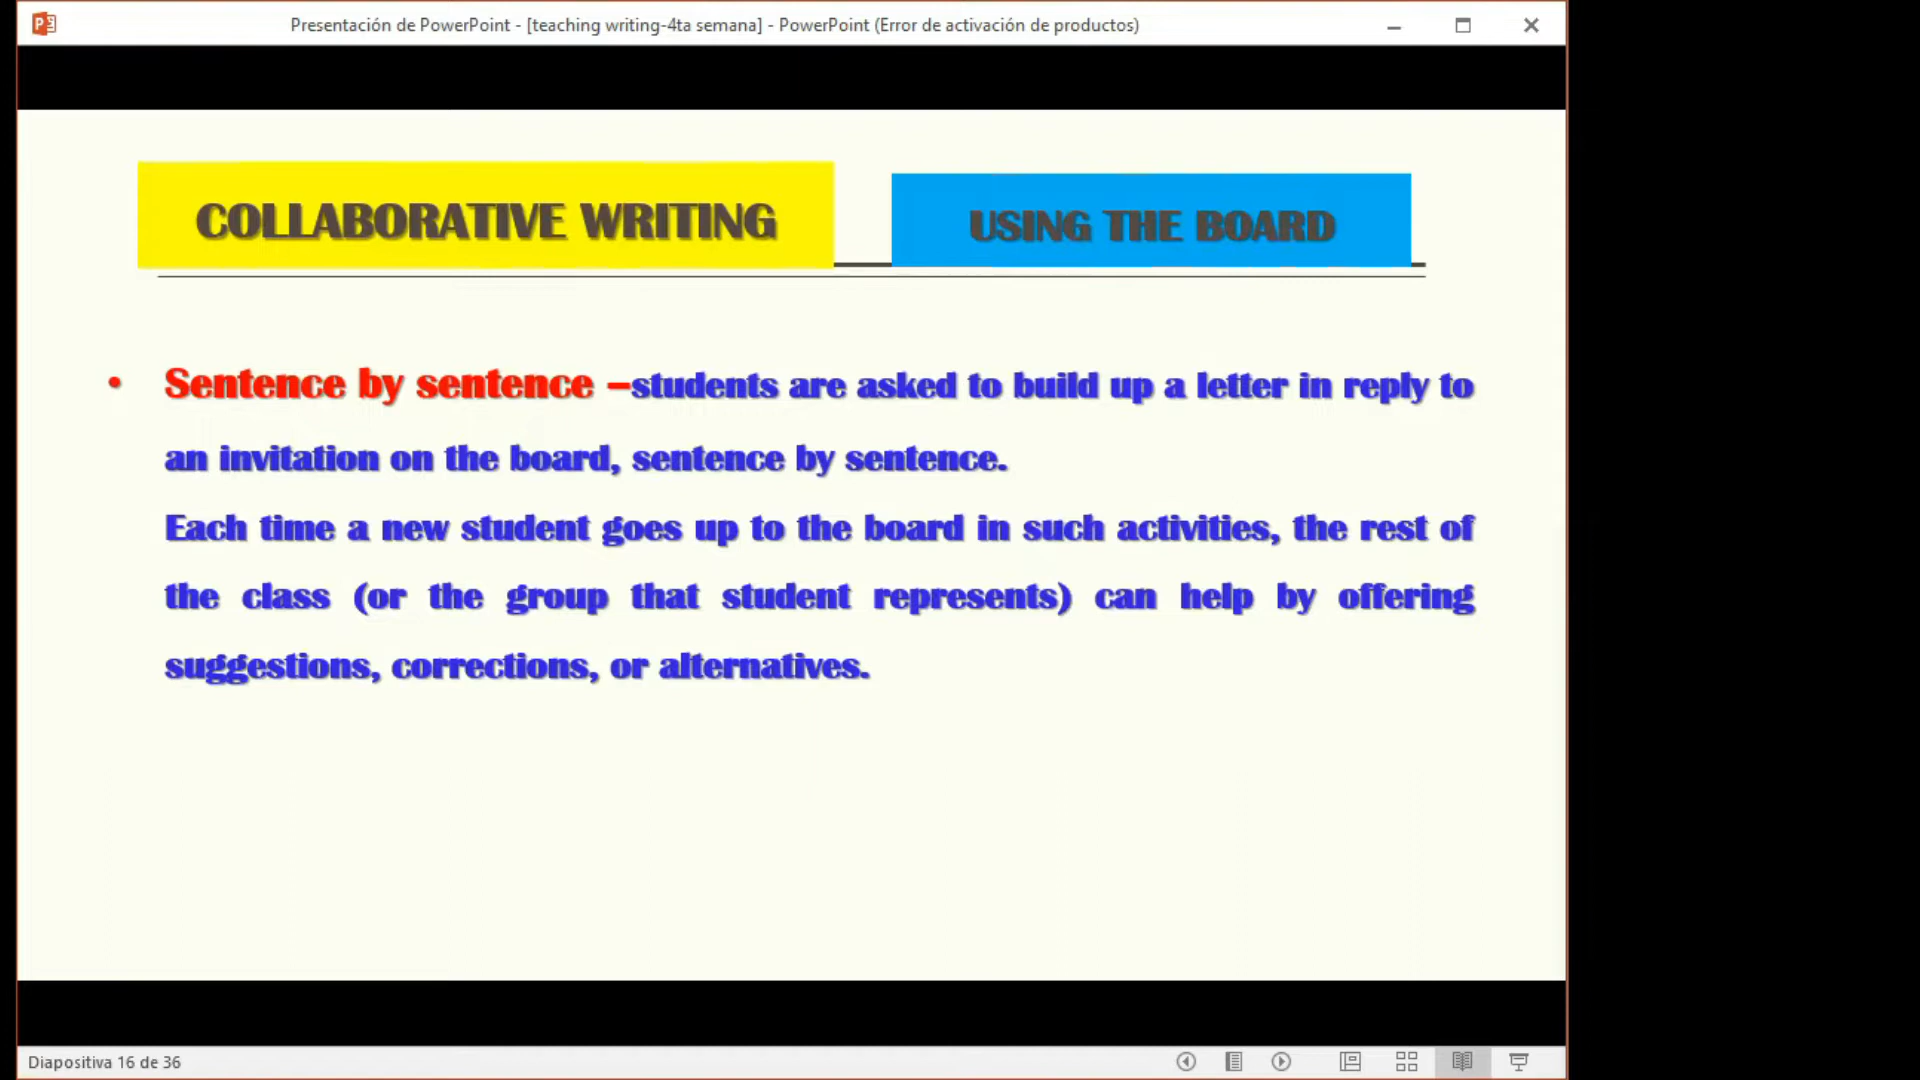 Presentación de PowerPoint - [teaching writing-4ta semana] - PowerPoint (Error de activación de productos)
COLLABORATIVE WRITING
USING THE BOARD
• Sentence by sentence –students are asked to build up a letter in reply to
an invitation on the board, sentence by sentence.
Each time a new student goes up to the board in such activities, the rest of
the class (or the group that student represents) can help by offering
suggestions, corrections, or alternatives.
Diapositiva 16 de 36